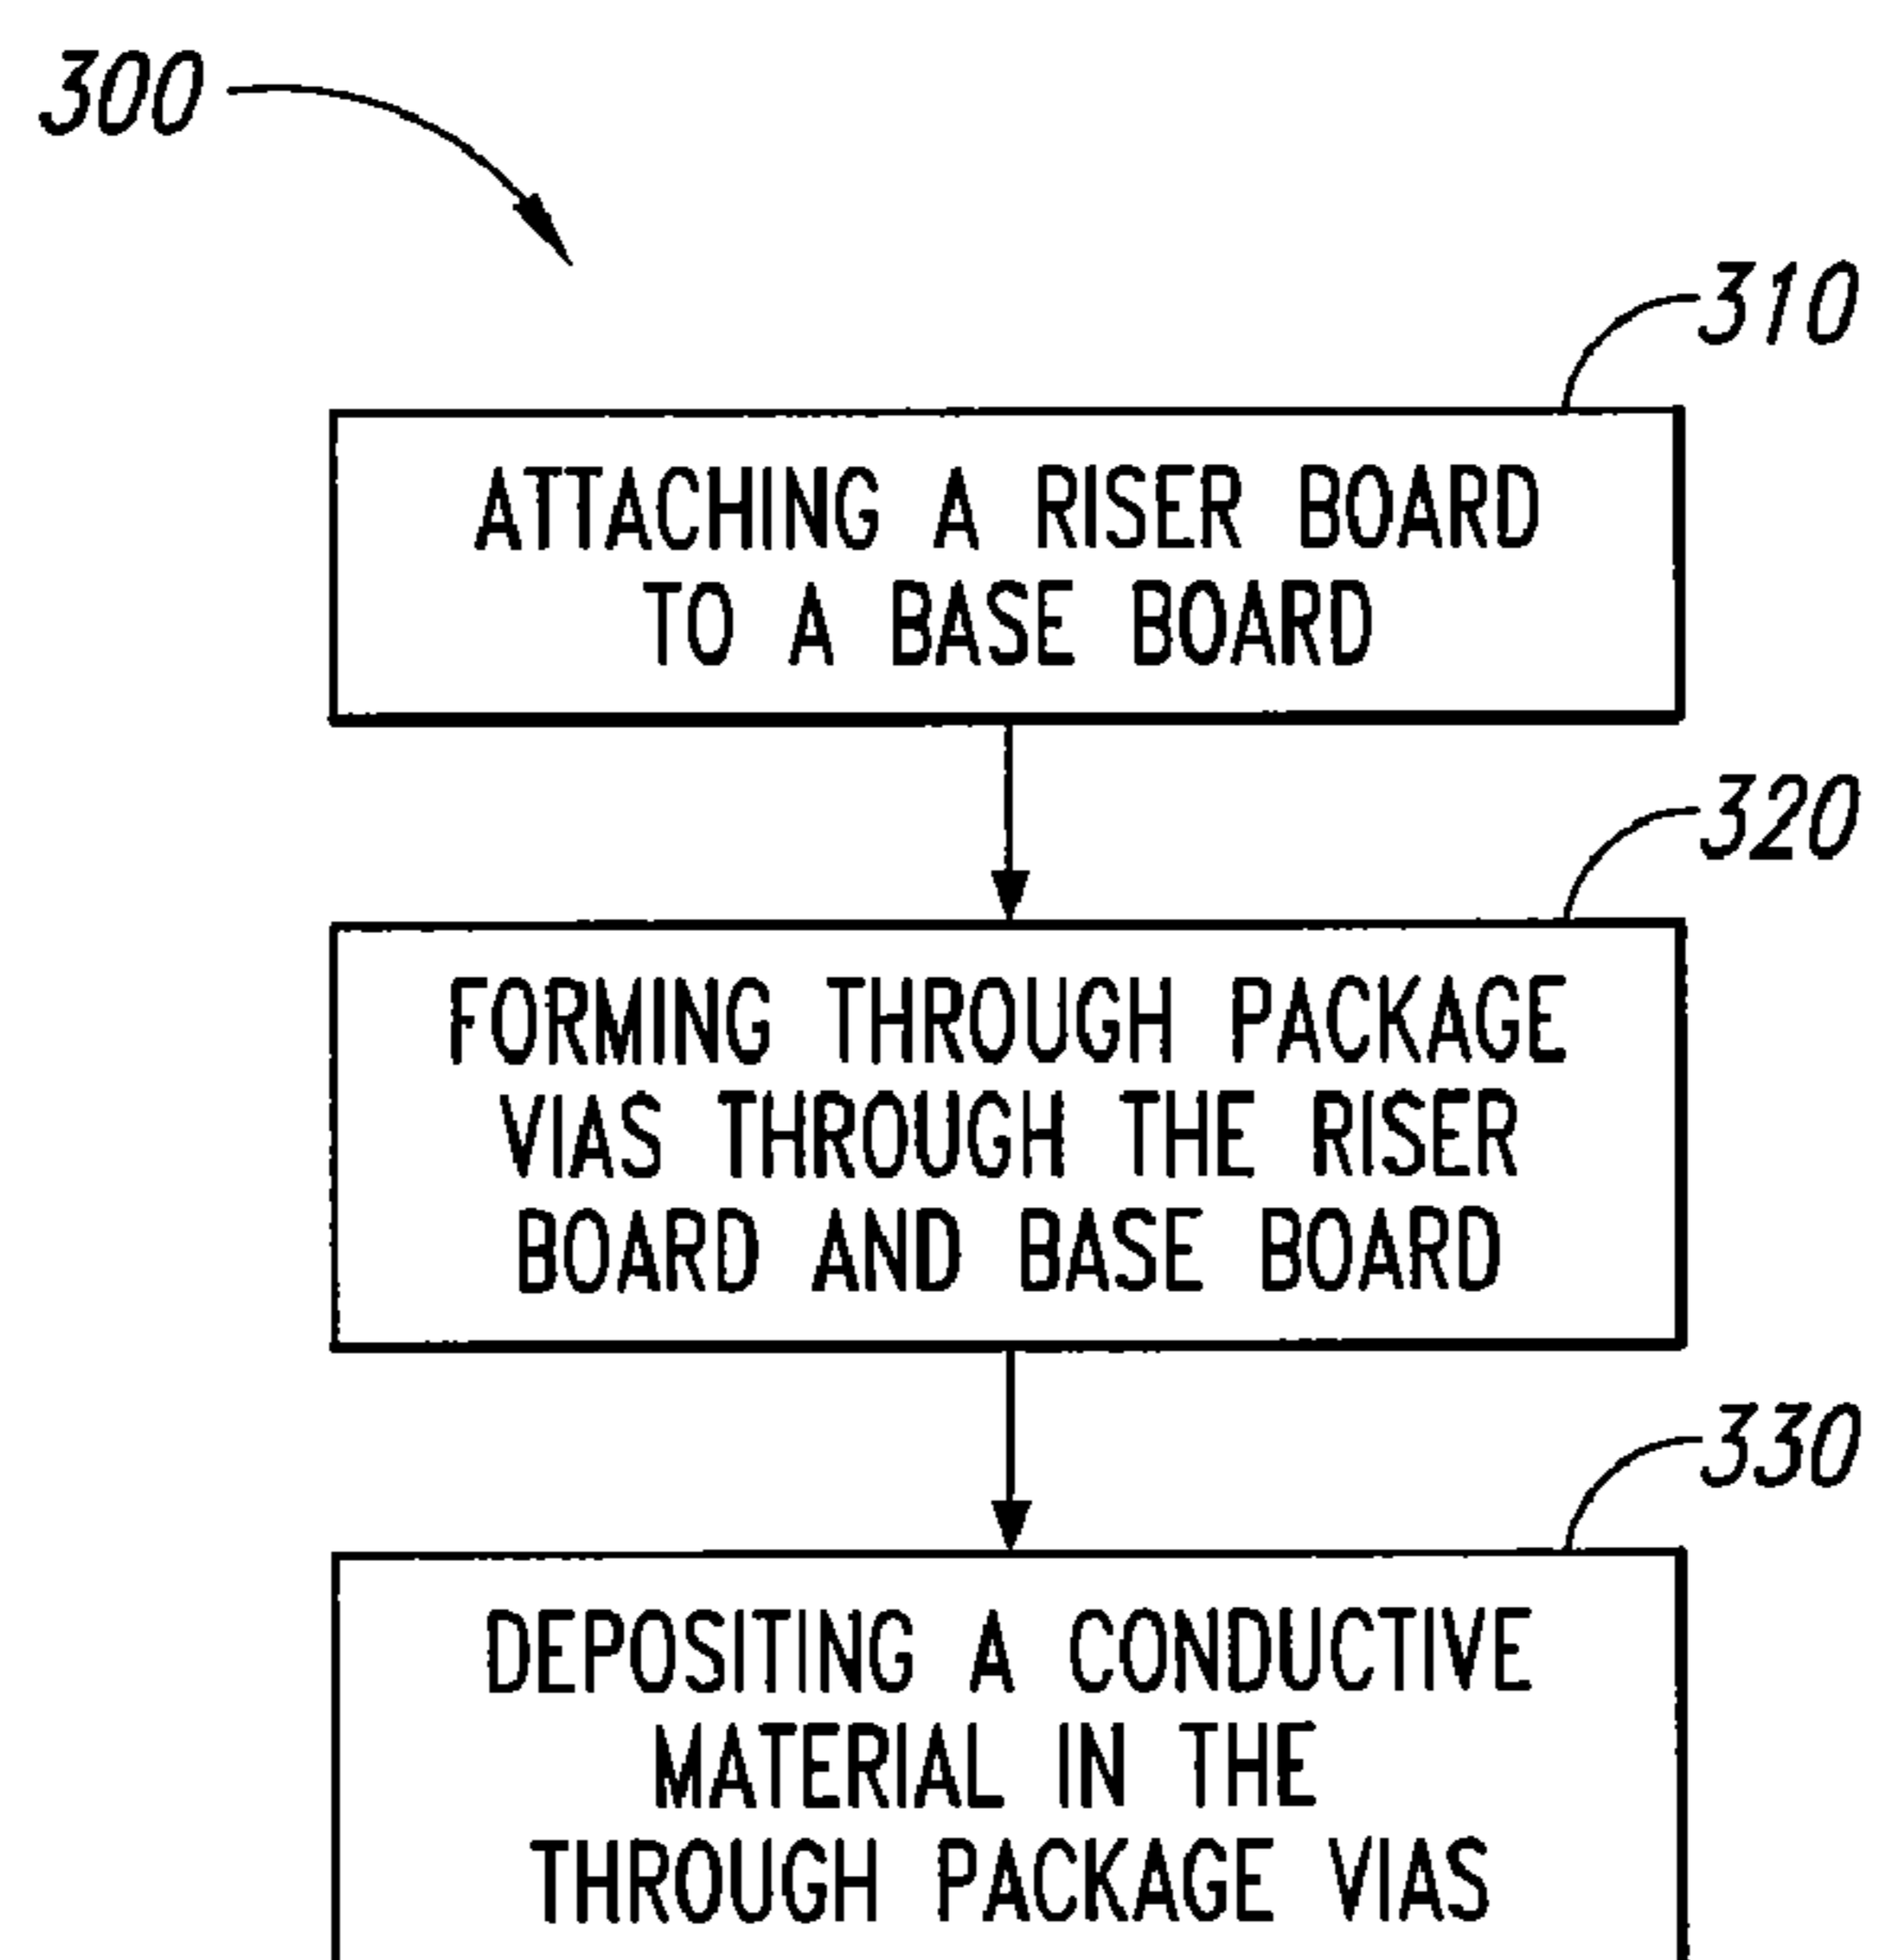 300
310
ATTACHING A RISER BOARD
TO A BASE BOARD
320
FORMING THROUGH PACKAGE
VIAS THROUGH THE RISER
BOARD AND BASE BOARD
330
DEPOSITING A CONDUCTIVE
MATERIAL IN THE
THROUGH PACKAGE VIAS